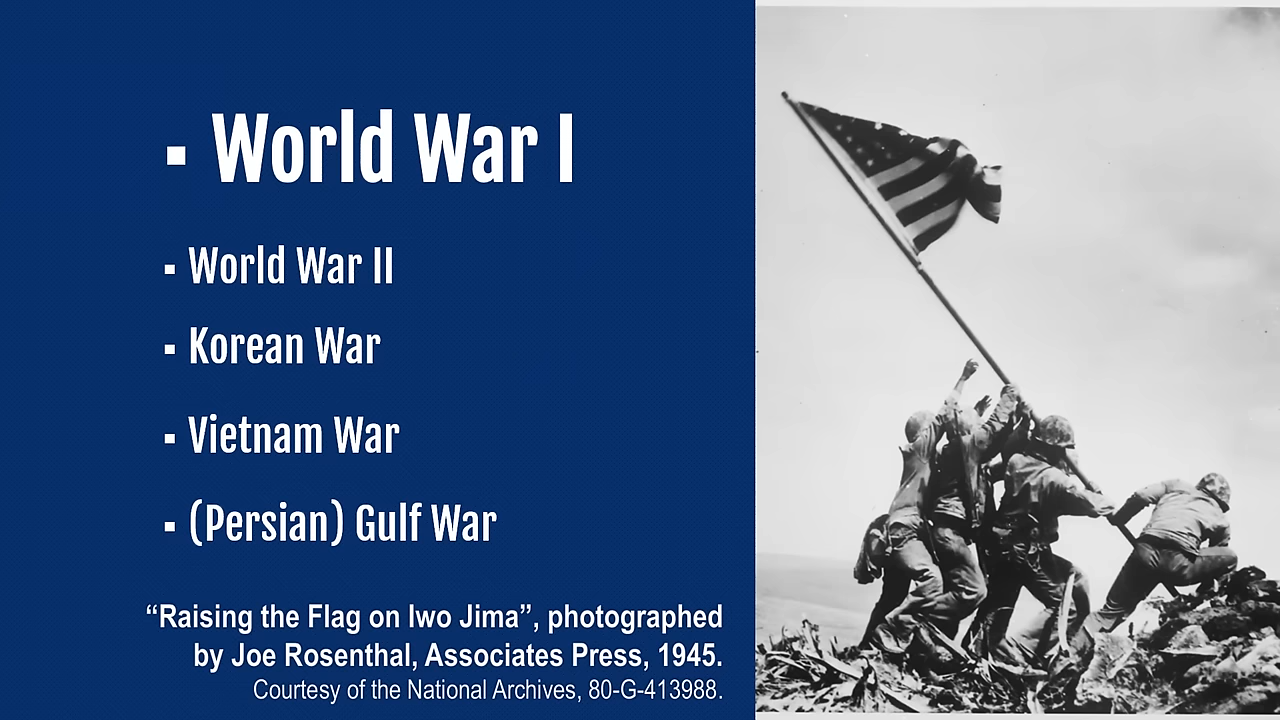 ▪ World War I
▪ World War II
▪ Korean War
▪ Vietnam War
▪ (Persian) Gulf War
“Raising the Flag on Iwo Jima”, photographed
by Joe Rosenthal, Associates Press, 1945.
Courtesy of the National Archives, 80-G-413988.